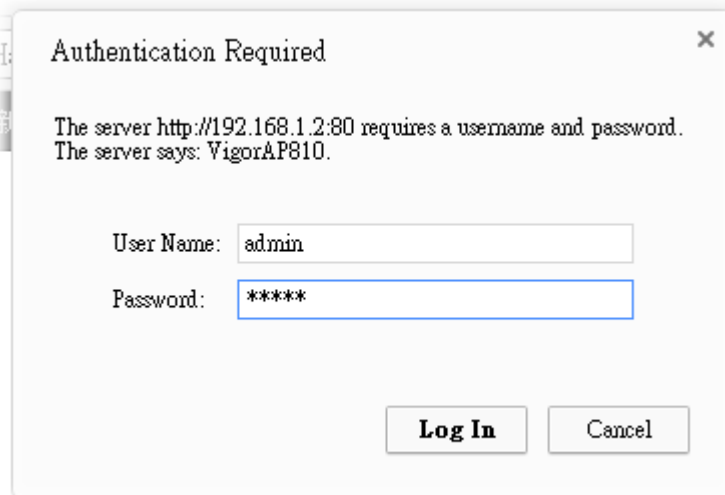 Authentication Required
The server http://192.168.1.2:80 requires a username and password.
The server says: VigorAP810.
User Name: admin
Password: *****
Log In Cancel